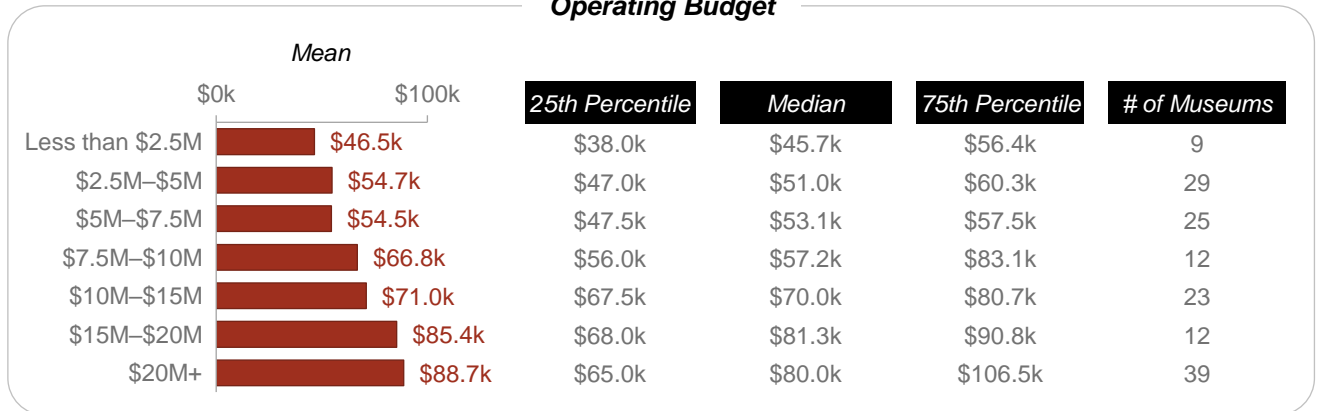 Operating Budget
Mean
$0k $100k 25th Percentile Median 75th Percentile # of Museums
Less than $2.5M $46.5k $38.0k $45.7k $56.4k 9
$2.5M–$5M $54.7k $47.0k $51.0k $60.3k 29
$5M–$7.5M $54.5k $47.5k $53.1k $57.5k 25
$7.5M–$10M $66.8k $56.0k $57.2k $83.1k 12
$10M–$15M $71.0k $67.5k $70.0k $80.7k 23
$15M–$20M $85.4k $68.0k $81.3k $90.8k 12
$20M+ $88.7k $65.0k $80.0k $106.5k 39